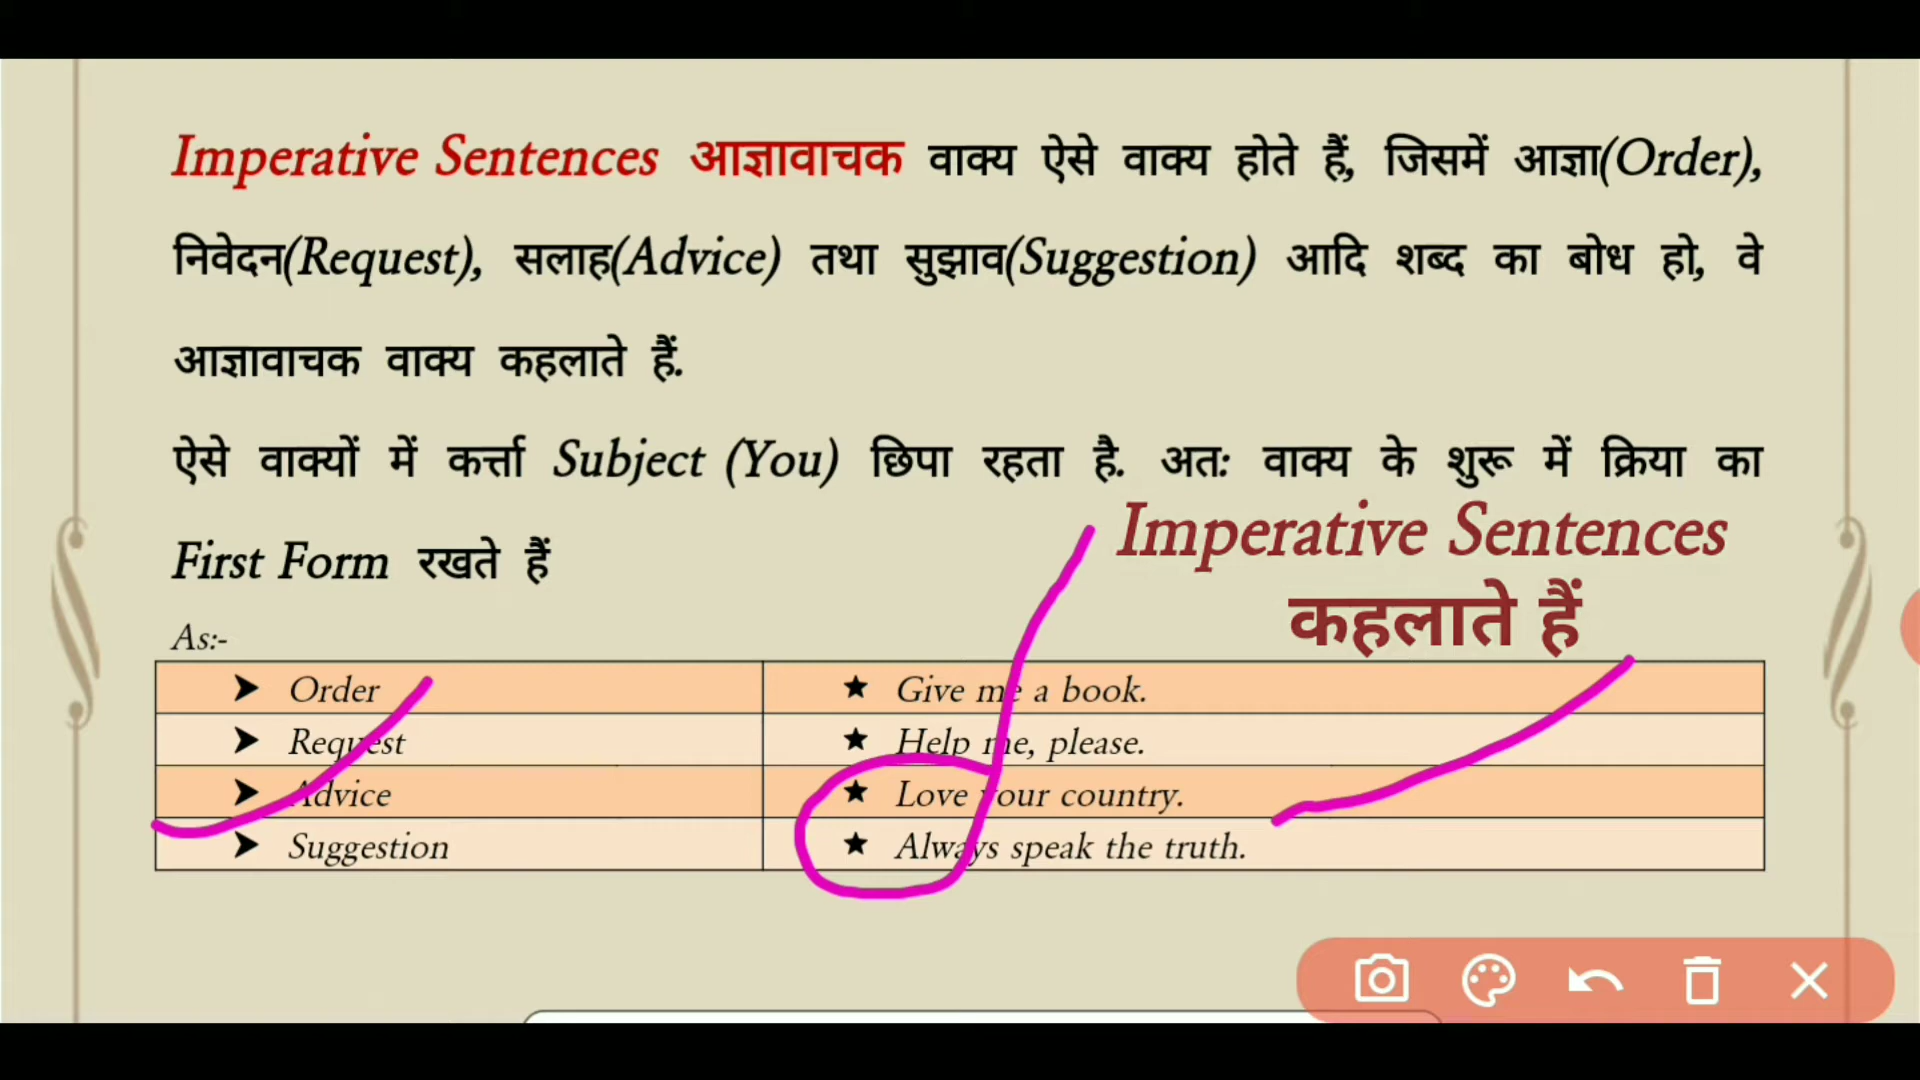 Imperative Sentences आज्ञावाचक वाक्य ऐसे वाक्य होते हैं, जिसमें आज्ञा(Order),
निवेदन(Request), सलाह(Advice) तथा सुझाव(Suggestion) आदि शब्द का बोध हो, वे
आज्ञावाचक वाक्य कहलाते हैं.
ऐसे वाक्यों में कर्त्ता Subject (You) छिपा रहता है. अतः वाक्य के शुरू में क्रिया का
First Form रखते हैं
Imperative Sentences
कहलाते हैं
As:-
➤ Order ★ Give me a book.
➤ Request ★ Help me, please.
➤ Advice ★ Love your country.
➤ Suggestion ★ Always speak the truth.